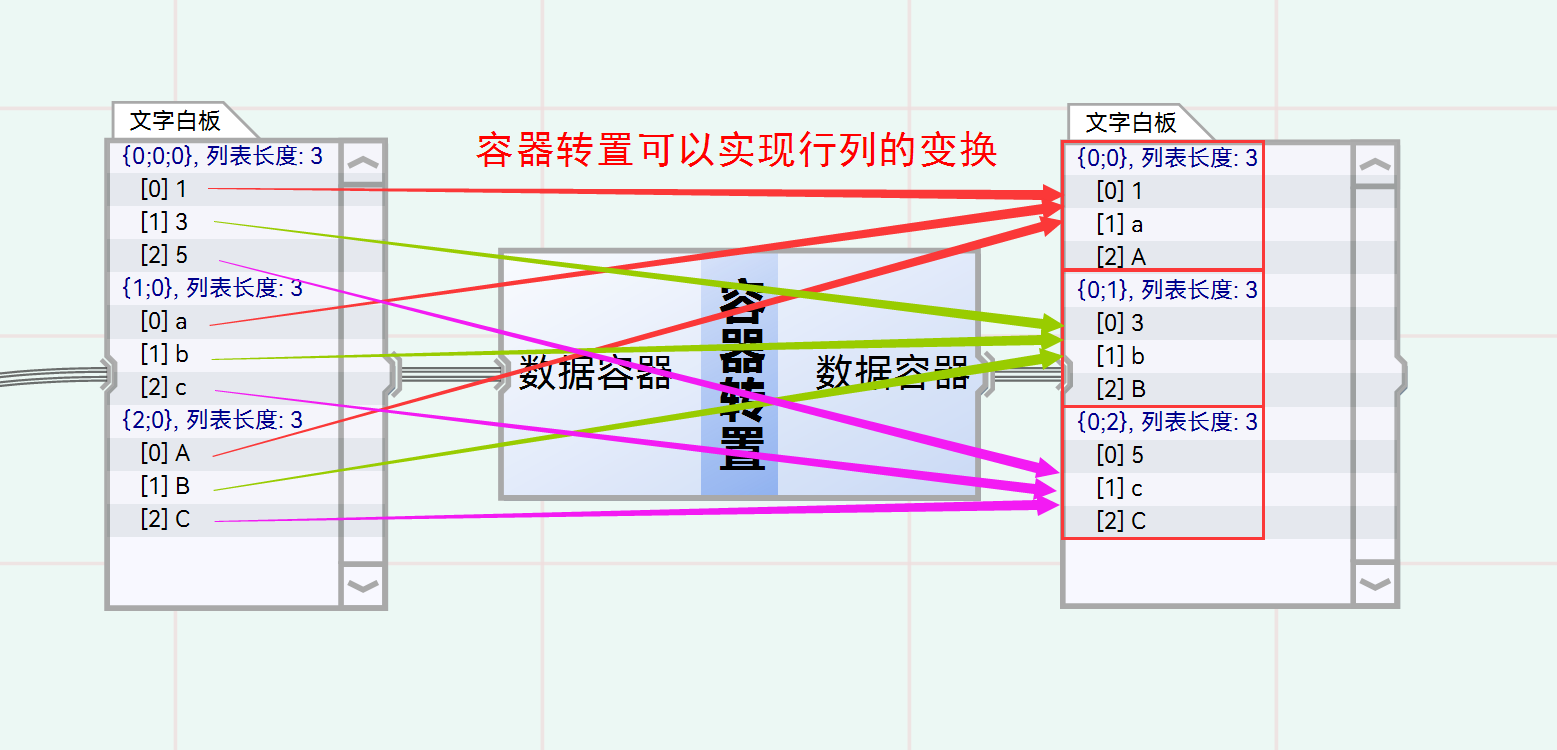 文字白板
{0;0;0}, 列表长度: 3
[0] 1
[1] 3
[2] 5
{1;0}, 列表长度: 3
[0] a
[1] b
[2] c
{2;0}, 列表长度: 3
[0] A
[1] B
[2] C
容器转置可以实现行列的变换
数据容器
容器转置
数据容器
文字白板
{0;0}, 列表长度: 3
[0] 1
[1] a
[2] A
{0;1}, 列表长度: 3
[0] 3
[1] b
[2] B
{0;2}, 列表长度: 3
[0] 5
[1] c
[2] C